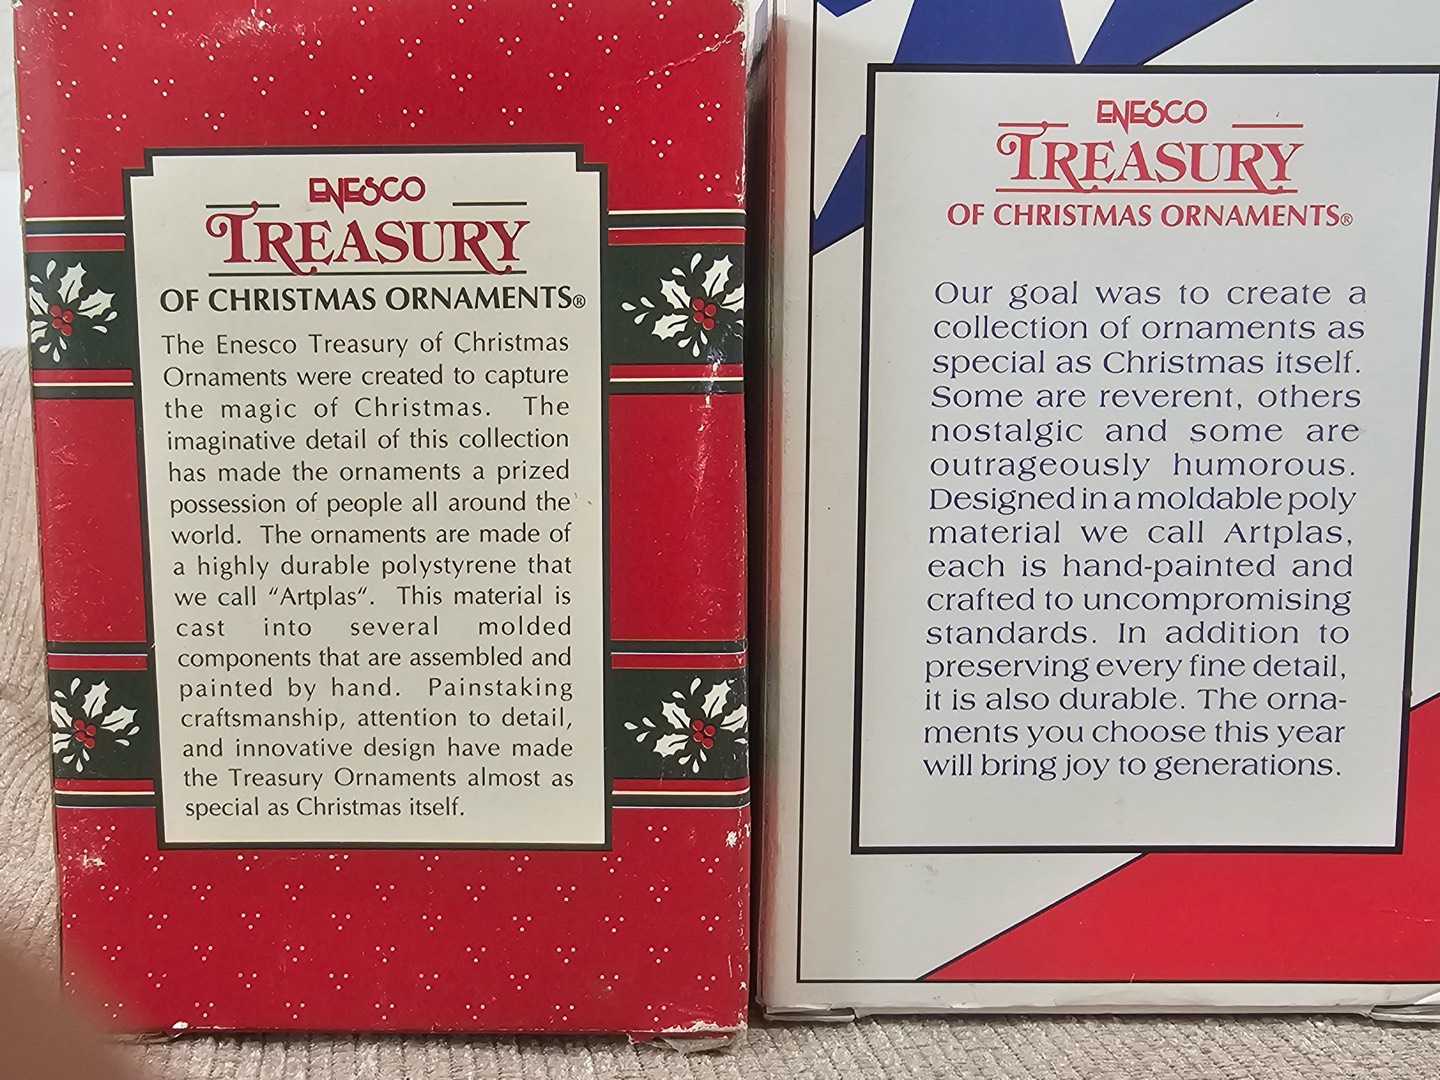 ENESCO
TREASURY
OF CHRISTMAS ORNAMENTS®
The Enesco Treasury of Christmas
Ornaments were created to capture
the magic of Christmas. The
imaginative detail of this collection
has made the ornaments a prized
possession of people all around the
world. The ornaments are made of
a highly durable polystyrene that
we call “Artplas“. This material is
cast into several molded
components that are assembled and
painted by hand. Painstaking
craftsmanship, attention to detail,
and innovative design have made
the Treasury Ornaments almost as
special as Christmas itself.
ENESCO
TREASURY
OF CHRISTMAS ORNAMENTS®
Our goal was to create a
collection of ornaments as
special as Christmas itself.
Some are reverent, others
nostalgic and some are
outrageously humorous.
Designed in a moldable poly
material we call Artplas,
each is hand-painted and
crafted to uncompromising
standards. In addition to
preserving every fine detail,
it is also durable. The orna-
ments you choose this year
will bring joy to generations.